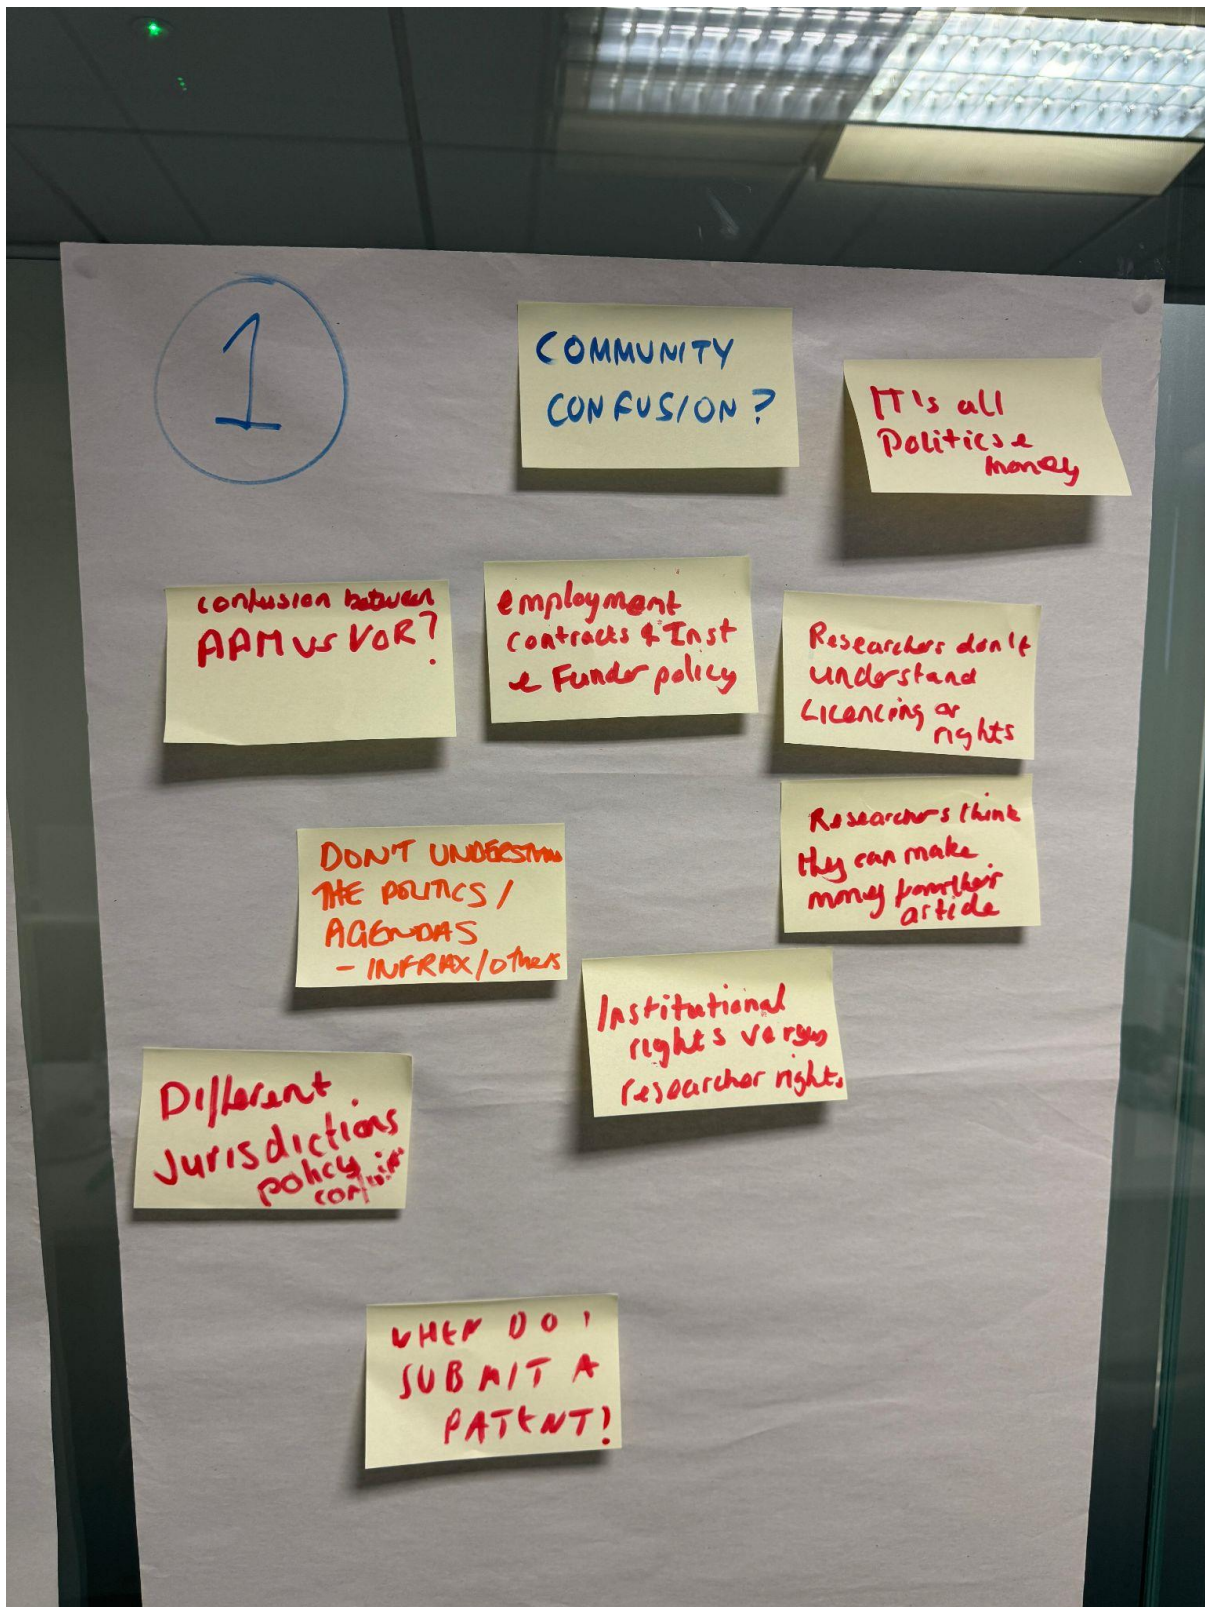 1
COMMUNITY
CONFUSION?
IT's all
Politics &
money
confusion between
AAM vs VOR?
employment
contracts & Inst
& Funder policy
Researchers don't
understand
Licencing or
rights
Researchers think
they can make
money from their
article
DON'T UNDERSTAND
THE POLITICS/
AGENDAS
- INFRAX/others
Institutional
rights verses
researcher rights
Different
Jurisdictions
policy
WHEN DO I
SUBMIT A
PATENT!